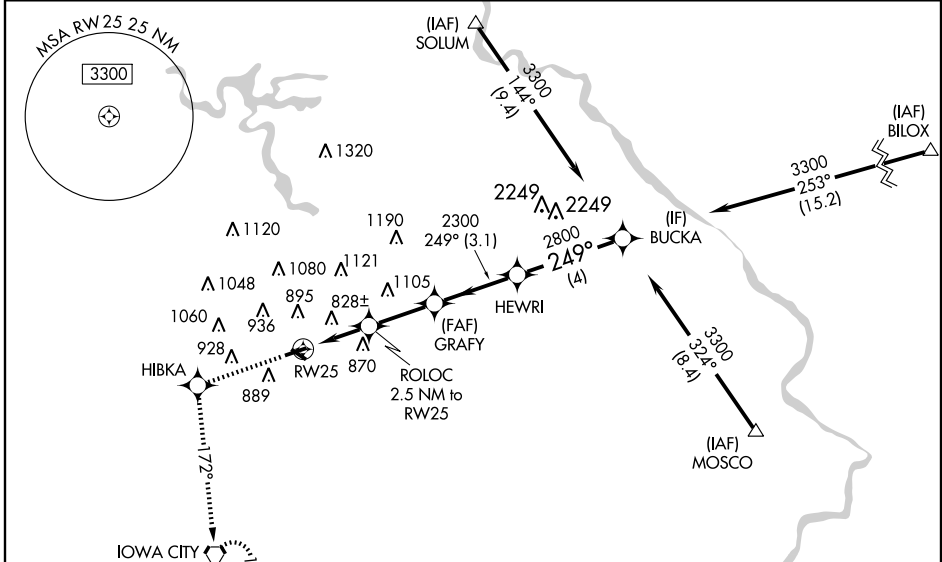 MSA RW25 25 NM
3300
(IAF)
SOLUM
3300
144°
(9.4)
(IAF)
BILOX
3300
253°
(15.2)
1320
2249
2249
1120
1190
2300
249° (3.1)
2800
249°
(4)
(IF)
BUCKA
1080
1121
1048
1105
HEWRI
895
828±
1060
936
(FAF)
GRAFY
928
HIBKA
889
RW25
870
ROLOC
2.5 NM to
RW25
3300
324°
(8.4)
(IAF)
MOSCO
172°
IOWA CITY